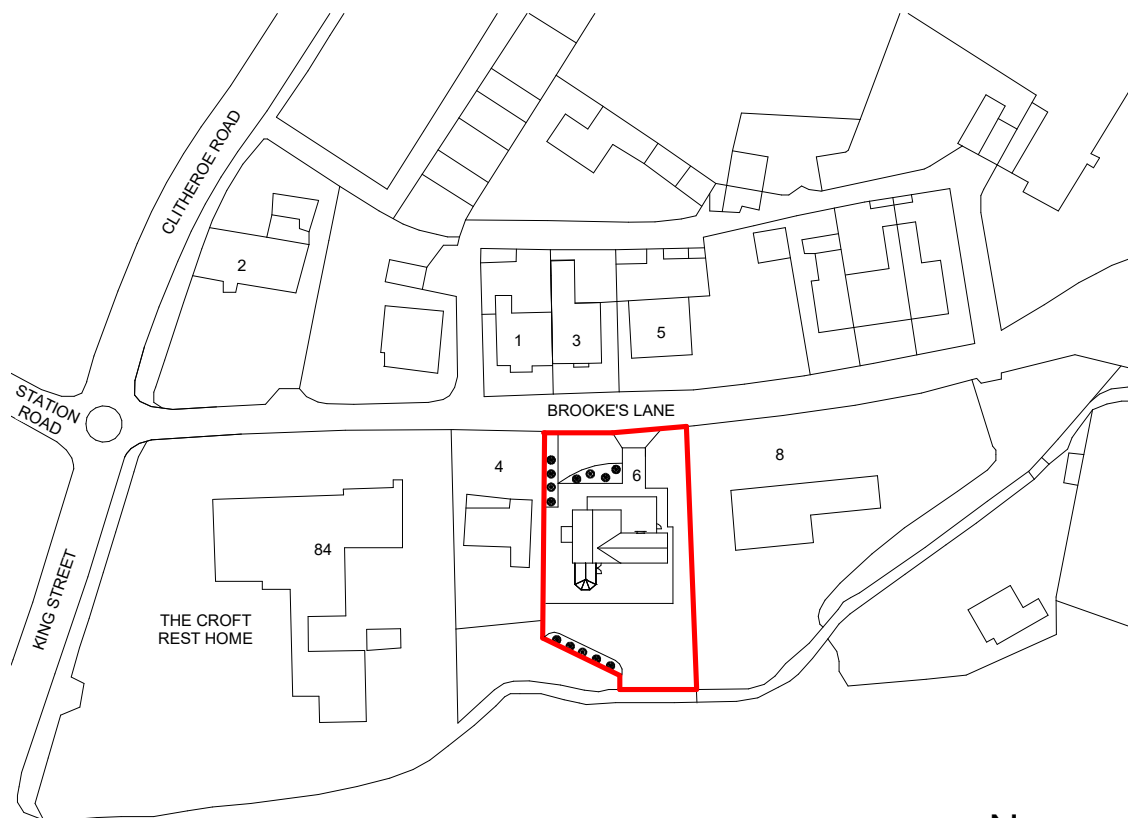 CLITHEROE ROAD
2
1
3
5
STATION
ROAD
BROOKE'S LANE
4
6
8
84
KING STREET
THE CROFT
REST HOME